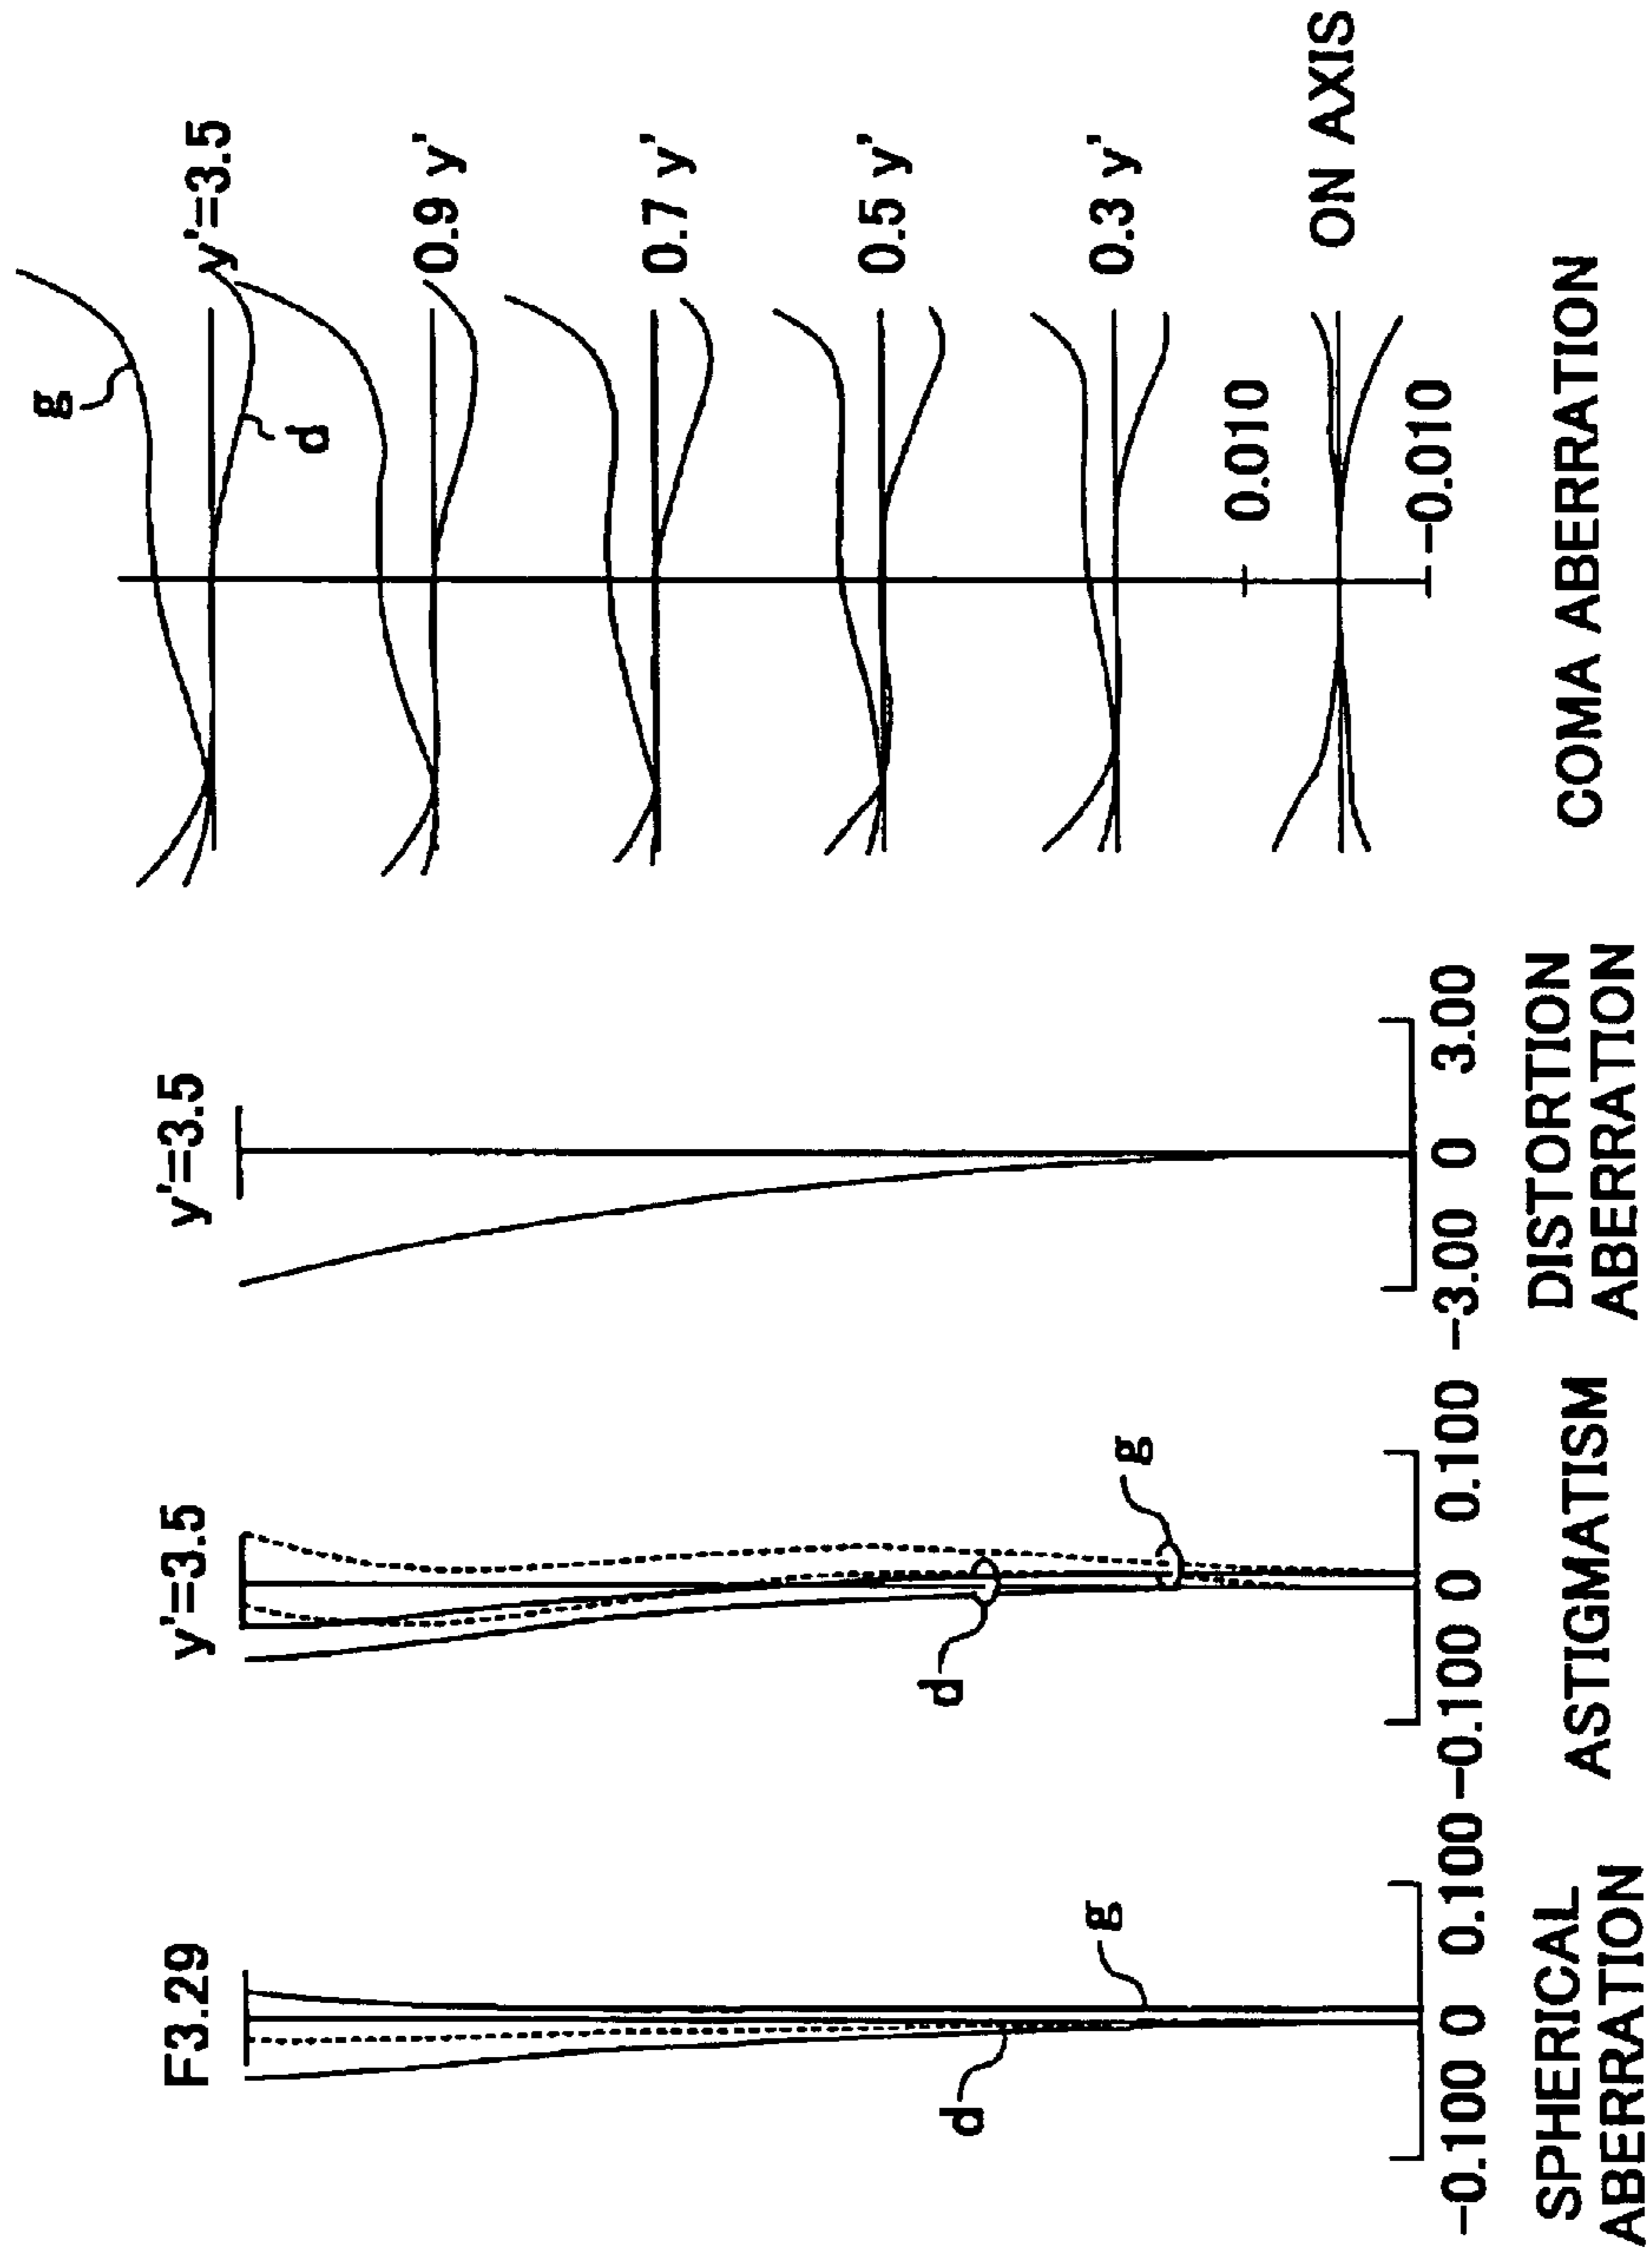 F3.29
g
d
-0.100 0 0.100
SPHERICAL
ABERRATION
y'=3.5
g
d
-0.100 0 0.100
ASTIGMATISM
y'=3.5
-3.00 0 3.00
DISTORTION
ABERRATION
g
y'=3.5
d
0.9 y'
0.7 y'
0.5 y'
0.3 y'
0.010
ON AXIS
-0.010
COMA ABERRATION